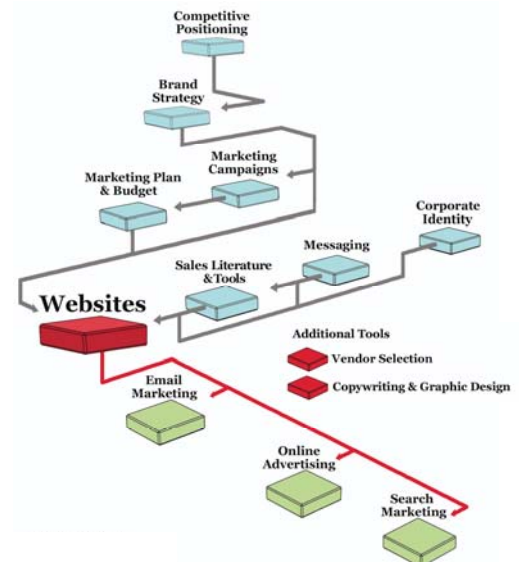 Competitive
Positioning
Brand
Strategy
Marketing
Campaigns
Marketing Plan
& Budget
Corporate
Identity
Messaging
Sales Literature
&Tools
Websites
Additional Tools
Vendor Selection
Copywriting & Graphic Design
Email
Marketing
Online
Advertising
Search
Marketing